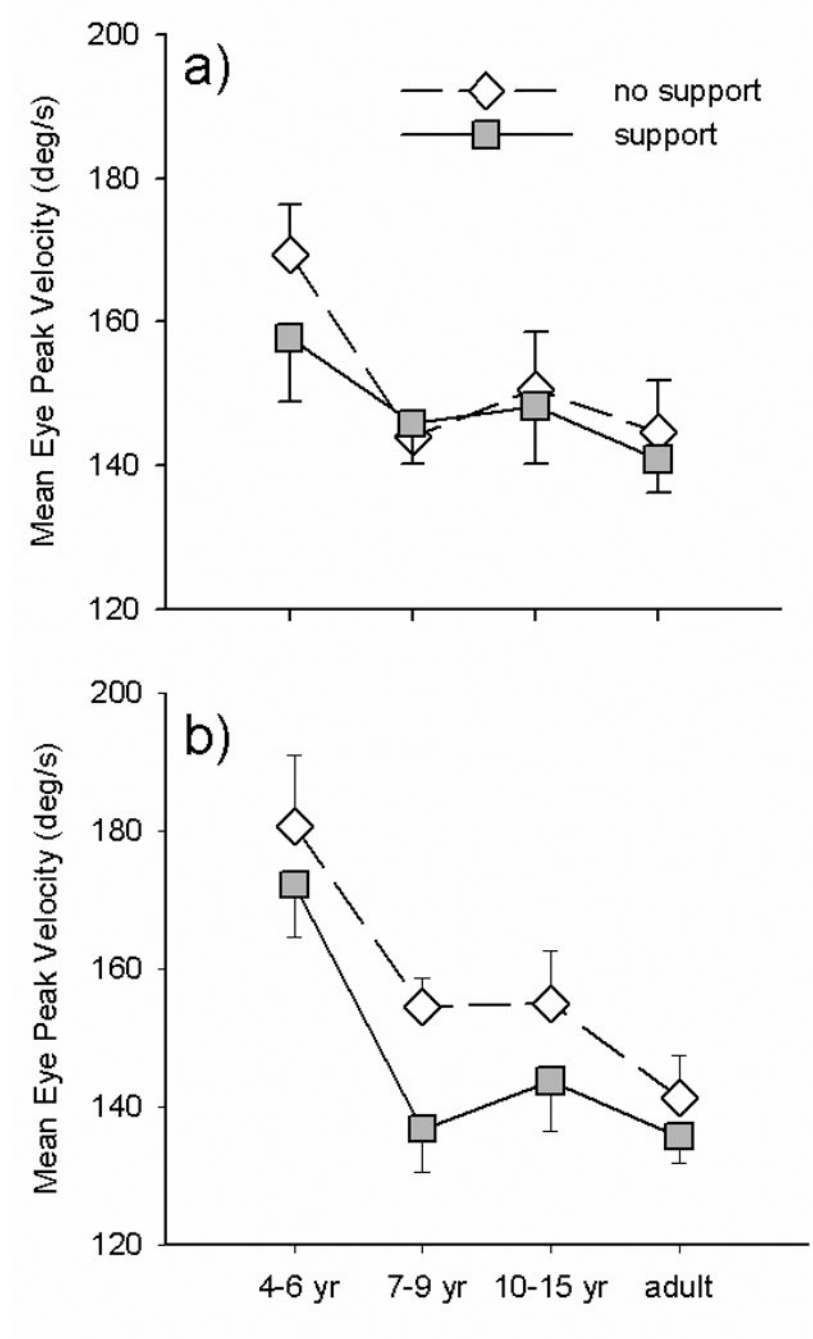 200
a)
no support
support
180
160
140
120
Mean Eye Peak Velocity (deg/s)
200
b)
180
160
140
120
Mean Eye Peak Velocity (deg/s)
4-6 yr 7-9 yr 10-15 yr adult